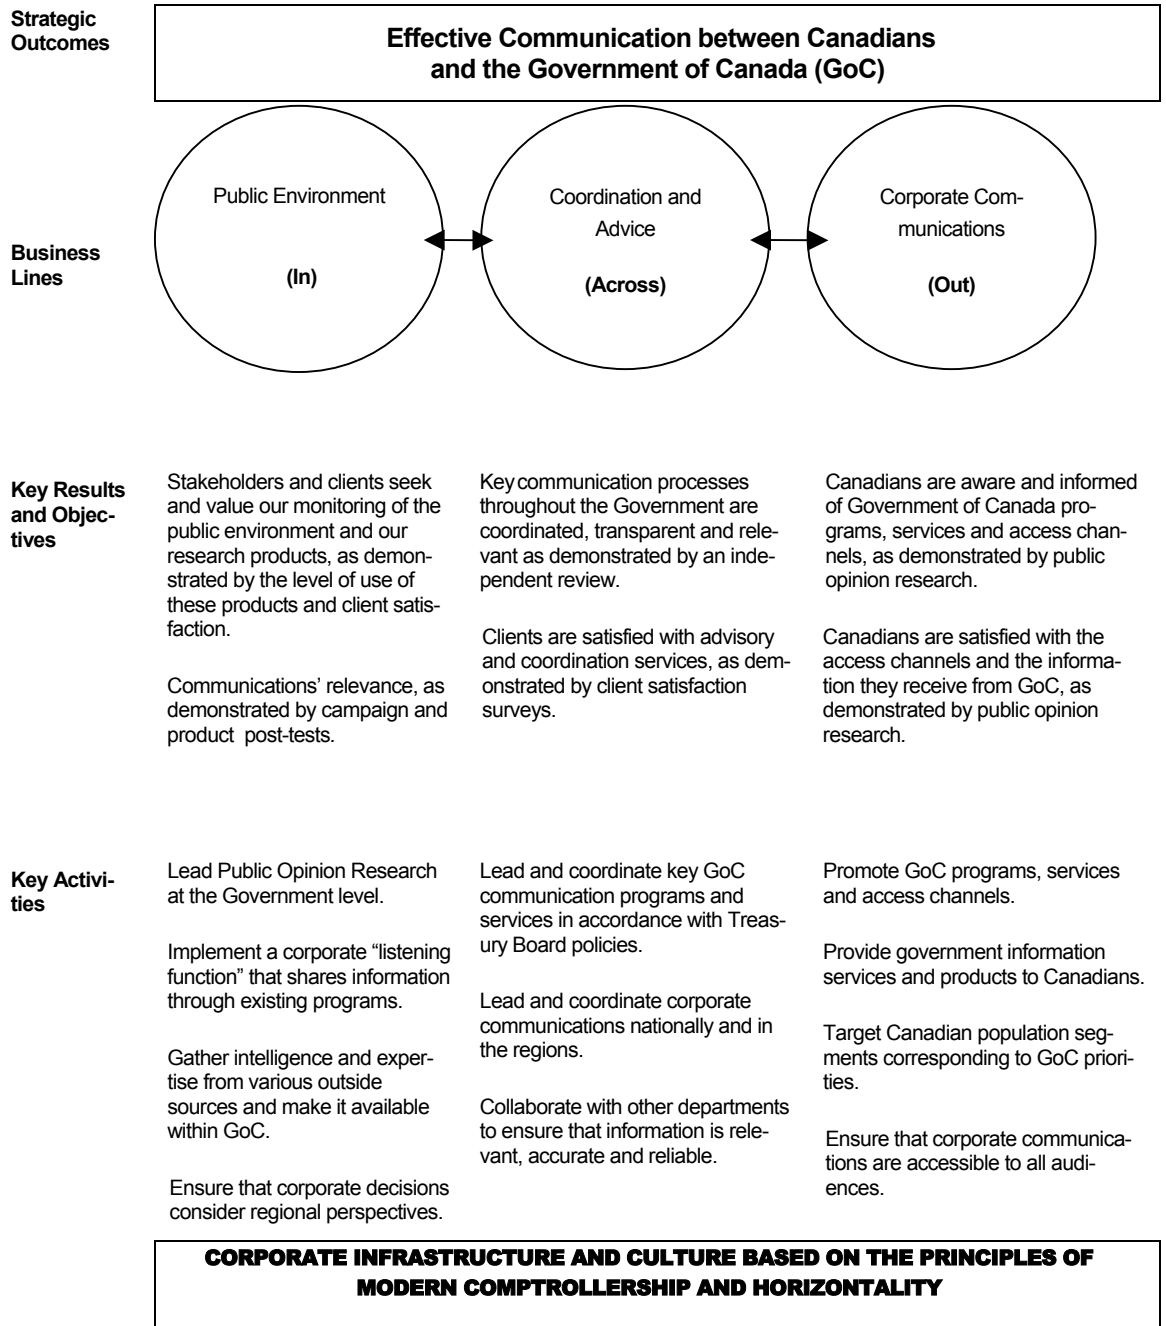 Strategic
Outcomes
Effective Communication between Canadians
and the Government of Canada (GoC)
Business
Lines
Public Environment
(In)
Coordination and
Advice
(Across)
Corporate Com-
munications
(Out)
Key Results
and Objec-
tives
Stakeholders and clients seek
and value our monitoring of the
public environment and our
research products, as demon-
strated by the level of use of
these products and client satis-
faction.
Communications’ relevance, as
demonstrated by campaign and
product post-tests.
Key communication processes
throughout the Government are
coordinated, transparent and rele-
vant as demonstrated by an inde-
pendent review.
Clients are satisfied with advisory
and coordination services, as dem-
onstrated by client satisfaction
surveys.
Canadians are aware and informed
of Government of Canada pro-
grams, services and access chan-
nels, as demonstrated by public
opinion research.
Canadians are satisfied with the
access channels and the informa-
tion they receive from GoC, as
demonstrated by public opinion
research.
Key Activi-
ties
Lead Public Opinion Research
at the Government level.
Implement a corporate “listening
function” that shares information
through existing programs.
Gather intelligence and exper-
tise from various outside
sources and make it available
within GoC.
Ensure that corporate decisions
consider regional perspectives.
Lead and coordinate key GoC
communication programs and
services in accordance with Treas-
ury Board policies.
Lead and coordinate corporate
communications nationally and in
the regions.
Collaborate with other departments
to ensure that information is rele-
vant, accurate and reliable.
Promote GoC programs, services
and access channels.
Provide government information
services and products to Canadians.
Target Canadian population seg-
ments corresponding to GoC priori-
ties.
Ensure that corporate communica-
tions are accessible to all audi-
ences.
CORPORATE INFRASTRUCTURE AND CULTURE BASED ON THE PRINCIPLES OF
MODERN COMPTROLLERSHIP AND HORIZONTALITY